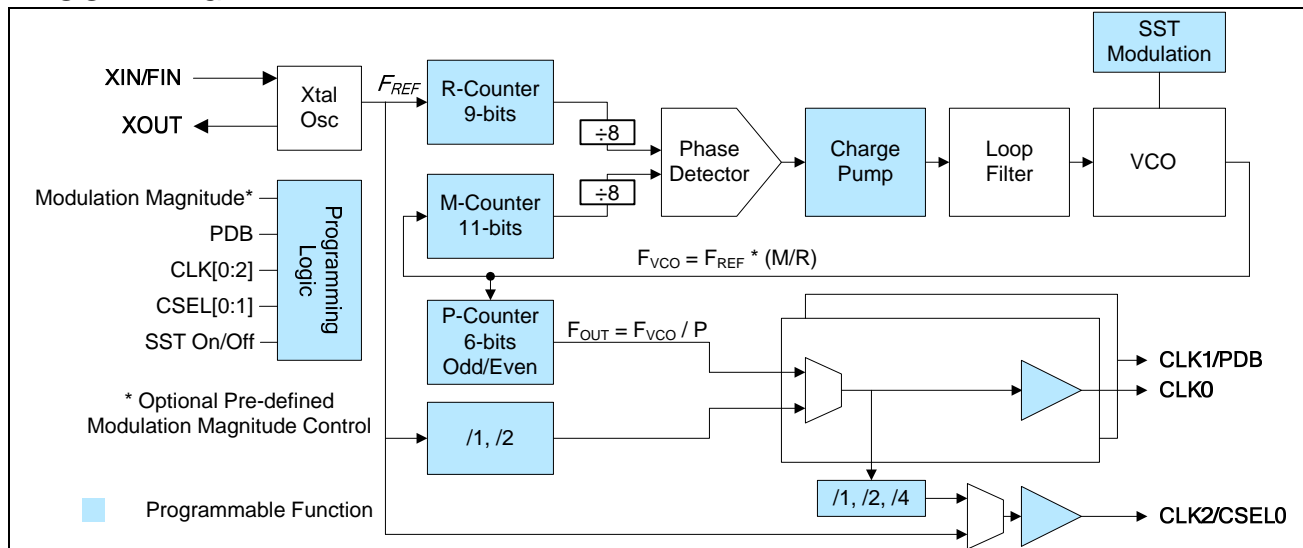 SST
Modulation
XIN/FIN
XOUT
Xtal
Osc
FREF
R-Counter
9-bits
÷8
Phase
Detector
Charge
Pump
Loop
Filter
VCO
÷8
M-Counter
11-bits
Modulation Magnitude*
PDB
CLK[0:2]
CSEL[0:1]
SST On/Off
Programming
Logic
FVCO = FREF * (M/R)
P-Counter
6-bits
Odd/Even
FOUT = FVCO / P
CLK1/PDB
CLK0
* Optional Pre-defined
Modulation Magnitude Control
/1, /2
/1, /2, /4
CLK2/CSEL0
Programmable Function